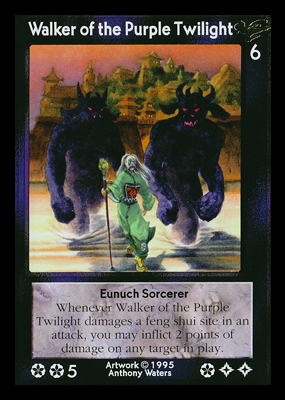 Walker of the Purple Twilight
6
Eunuch Sorcerer
Whenever Walker of the Purple
Twilight damages a feng shui site in an
attack, you may inflict 2 points of
damage on any target in play.
5
Artwork © 1995
Anthony Waters